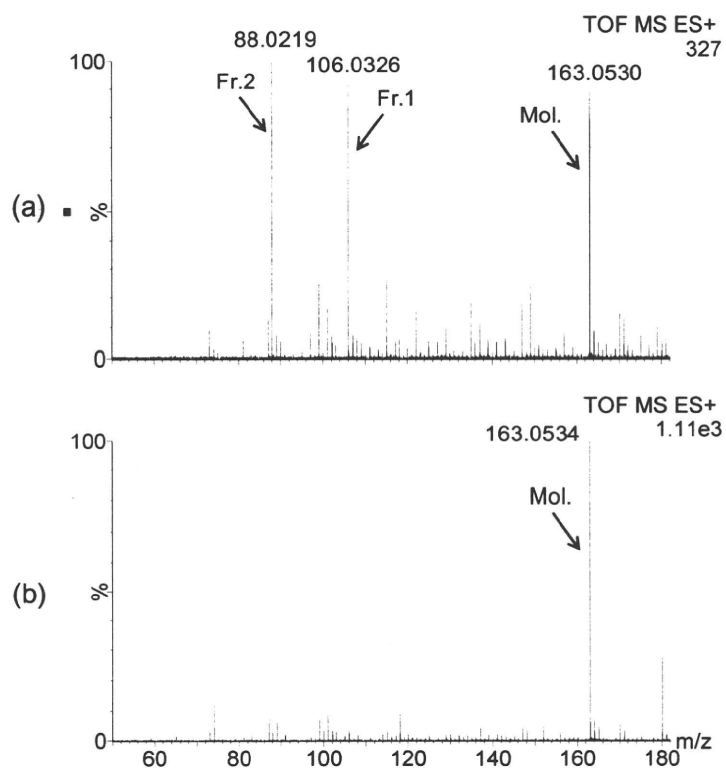 TOF MS ES+
327
88.0219
106.0326
163.0530
100
Fr.2
Fr.1
Mol.
(a)
%
0
TOF MS ES+
1.11e3
163.0534
100
Mol.
(b)
%
0
60 80 100 120 140 160 180 m/z